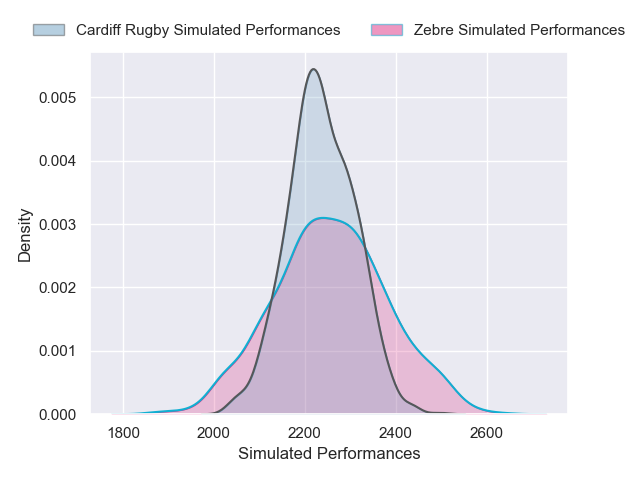 Cardiff Rugby Simulated Performances Zebre Simulated Performances
0.005
0.004
0.003
0.002
0.001
0.000
Density
1800 2000 2200 2400 2600
Simulated Performances